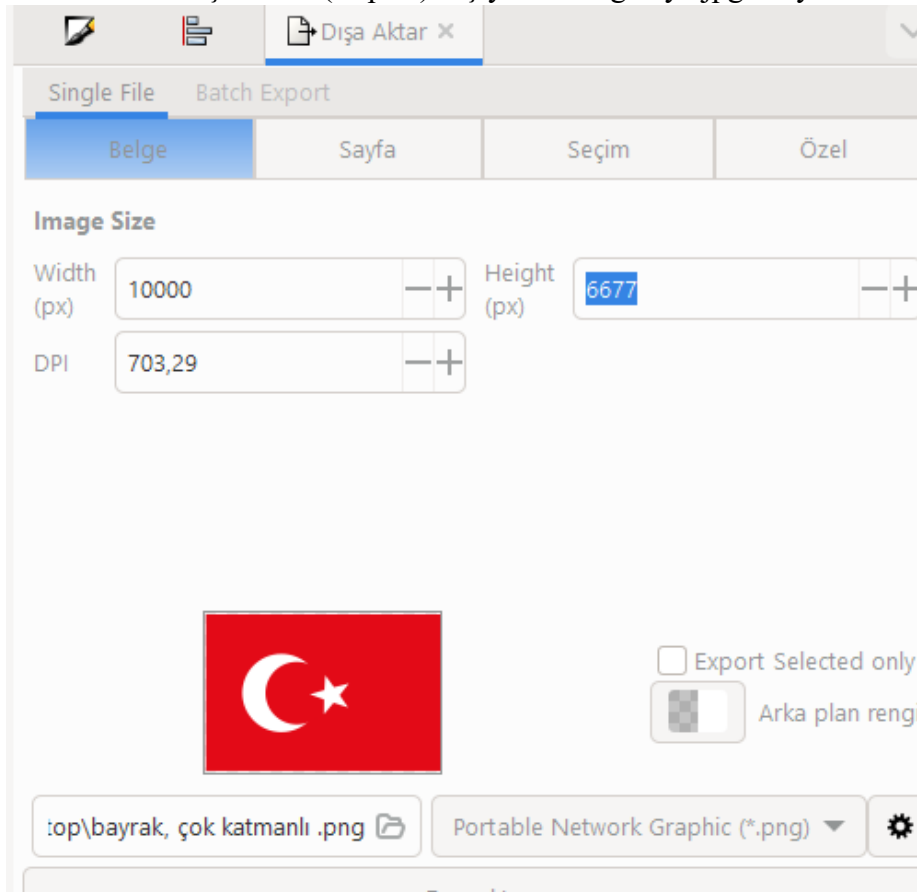 Dışa Aktar
Single File Batch Export
Belge Sayfa Seçim Özel
Image Size
Width (px) 10000 Height (px) 6677
DPI 703,29
Export Selected only
Arka plan rengi
top\bayrak, çok katmanlı .png Portable Network Graphic (*.png)